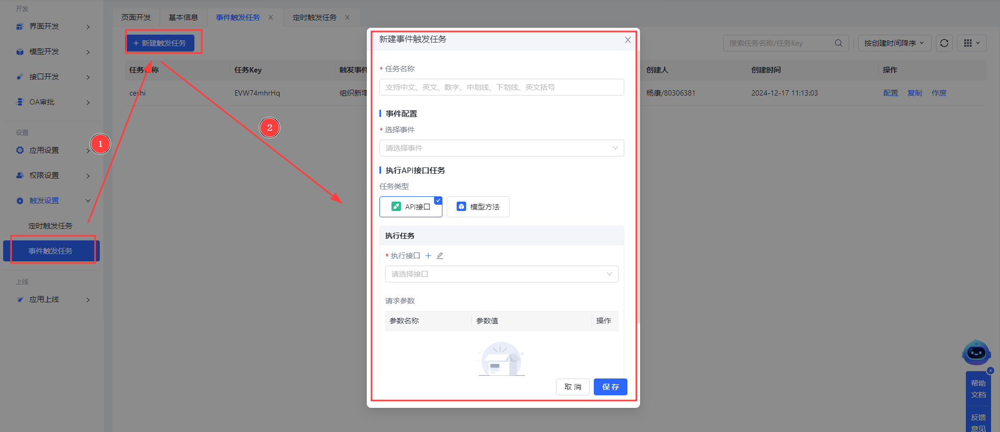 开发
界面开发
模型开发
接口开发
OA审批
设置
应用设置
权限设置
触发设置
定时触发任务
事件触发任务
上线
应用上线
页面开发 基本信息 事件触发任务 定时触发任务
+ 新建触发任务
搜索任务名称/任务Key
按创建时间降序
任务名称 任务Key 触发事件 创建人 创建时间 操作
ceshi EVW74mhrHq 组织新增 杨康/80306381 2024-12-17 11:13:03 配置 复制 作废
1
2
新建事件触发任务
* 任务名称
支持中文、英文、数字、中划线、下划线、英文括号
事件配置
* 选择事件
请选择事件
执行API接口任务
任务类型
API接口 模型方法
执行任务
* 执行接口
请选择接口
请求参数
参数名称 参数值 操作
取 消 保 存
帮助
文档
反馈
意见